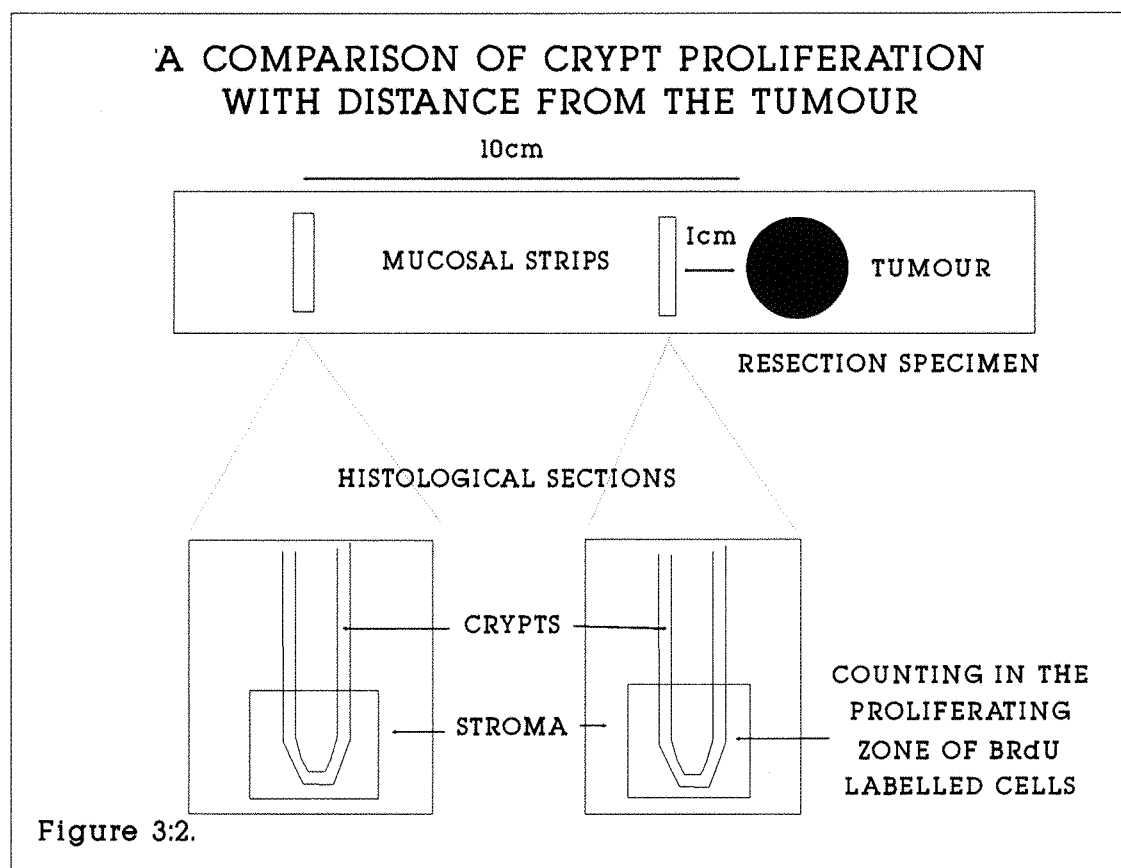 A COMPARISON OF CRYPT PROLIFERATION
WITH DISTANCE FROM THE TUMOUR
10cm
1cm
MUCOSAL STRIPS
TUMOUR
RESECTION SPECIMEN
HISTOLOGICAL SECTIONS
CRYPTS
STROMA
COUNTING IN THE
PROLIFERATING
ZONE OF BRdU
LABELLED CELLS
Figure 3:2.